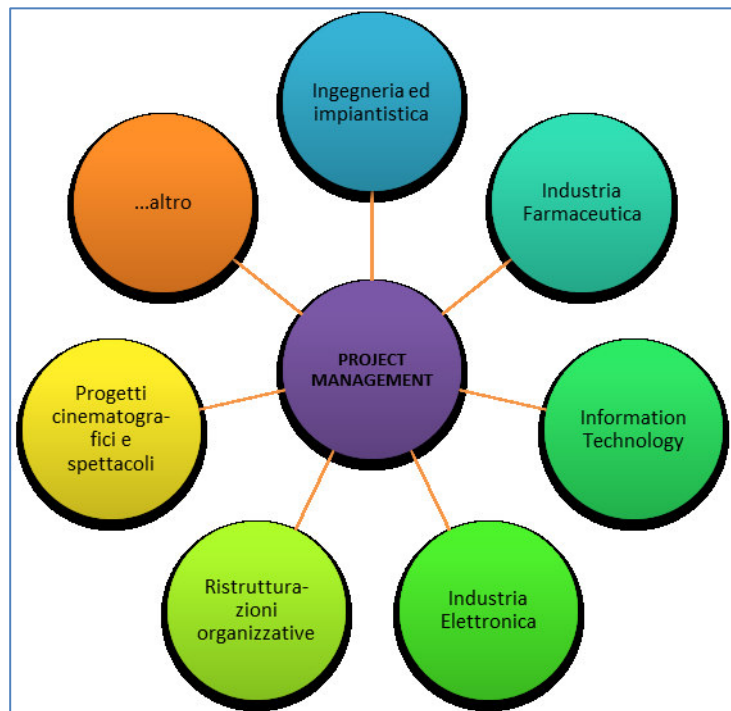 Ingegneria ed
impiantistica
...altro
Industria
Farmaceutica
PROJECT
MANAGEMENT
Progetti
cinematogra-
fici e
spettacoli
Information
Technology
Ristruttura-
zioni
organizzative
Industria
Elettronica